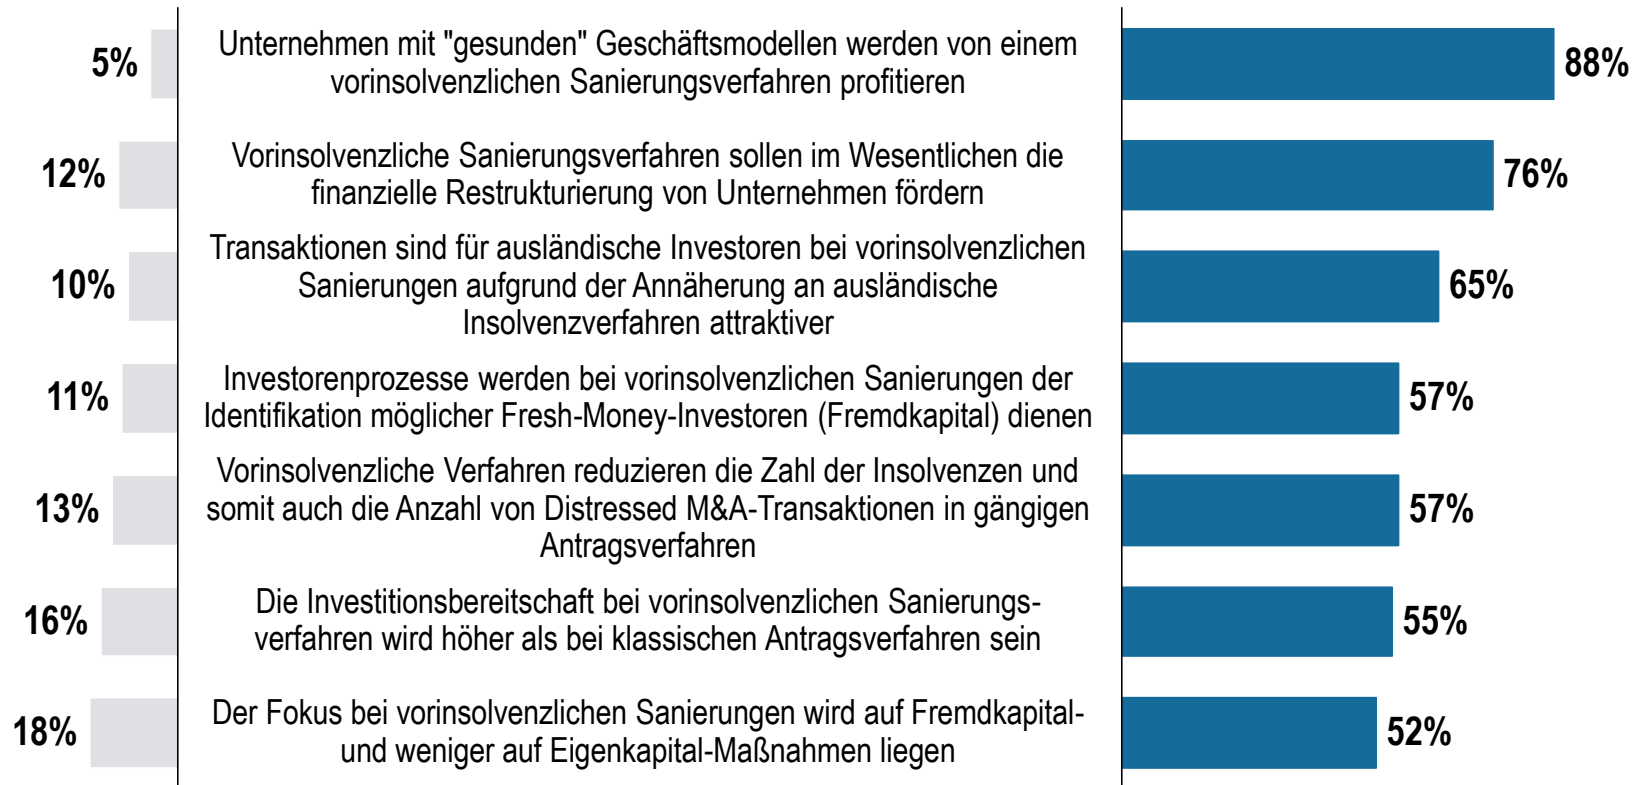 5%
Unternehmen mit "gesunden" Geschäftsmodellen werden von einem
vorinsolvenzlichen Sanierungsverfahren profitieren
88%
12%
Vorinsolvenzliche Sanierungsverfahren sollen im Wesentlichen die
finanzielle Restrukturierung von Unternehmen fördern
76%
10%
Transaktionen sind für ausländische Investoren bei vorinsolvenzlichen
Sanierungen aufgrund der Annäherung an ausländische
Insolvenzverfahren attraktiver
65%
11%
Investorenprozesse werden bei vorinsolvenzlichen Sanierungen der
Identifikation möglicher Fresh-Money-Investoren (Fremdkapital) dienen
57%
13%
Vorinsolvenzliche Verfahren reduzieren die Zahl der Insolvenzen und
somit auch die Anzahl von Distressed M&A-Transaktionen in gängigen
Antragsverfahren
57%
16%
Die Investitionsbereitschaft bei vorinsolvenzlichen Sanierungs-
verfahren wird höher als bei klassischen Antragsverfahren sein
55%
18%
Der Fokus bei vorinsolvenzlichen Sanierungen wird auf Fremdkapital-
und weniger auf Eigenkapital-Maßnahmen liegen
52%